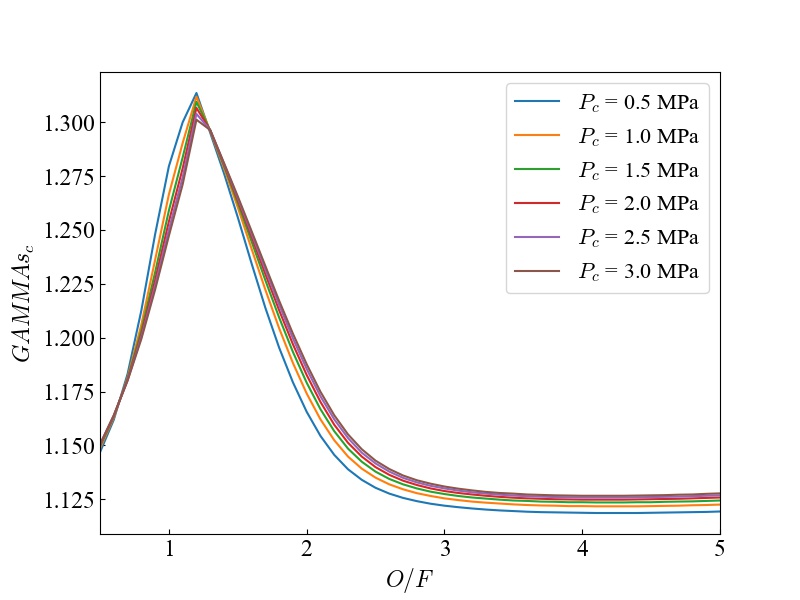 1.300
1.275
1.250
1.225
1.200
1.175
1.150
1.125
GAMMAs_c
1 2 3 4 5
O/F
P_c = 0.5 MPa
P_c = 1.0 MPa
P_c = 1.5 MPa
P_c = 2.0 MPa
P_c = 2.5 MPa
P_c = 3.0 MPa